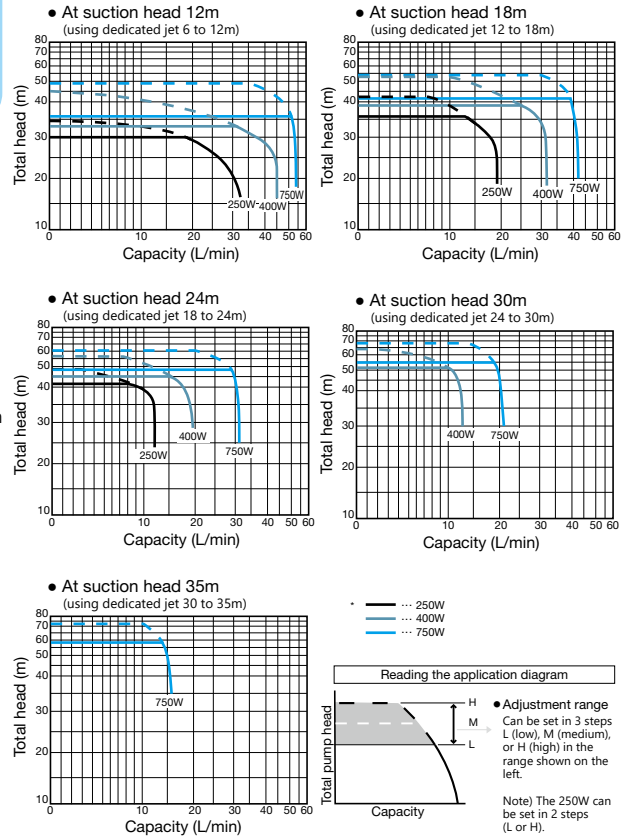 ● At suction head 12m
(using dedicated jet 6 to 12m)
Total head (m)
80
70
60
50
40
30
20
10
0 10 20 30 40 50 60
250W 400W 750W
Capacity (L/min)
● At suction head 18m
(using dedicated jet 12 to 18m)
Total head (m)
80
70
60
50
40
30
20
10
0 10 20 30 40 50 60
250W 400W 750W
Capacity (L/min)
● At suction head 24m
(using dedicated jet 18 to 24m)
Total head (m)
80
70
60
50
40
30
20
10
0 10 20 30 40 50 60
250W 400W 750W
Capacity (L/min)
● At suction head 30m
(using dedicated jet 24 to 30m)
Total head (m)
80
70
60
50
40
30
20
10
0 10 20 30 40 50 60
400W 750W
Capacity (L/min)
● At suction head 35m
(using dedicated jet 30 to 35m)
Total head (m)
80
70
60
50
40
30
20
10
0 10 20 30 40 50 60
750W
Capacity (L/min)
* ··· 250W
··· 400W
··· 750W
Reading the application diagram
Total pump head
Capacity
H
M
L
● Adjustment range
Can be set in 3 steps
L (low), M (medium),
or H (high) in the
range shown on the
left.
Note) The 250W can
be set in 2 steps
(L or H).